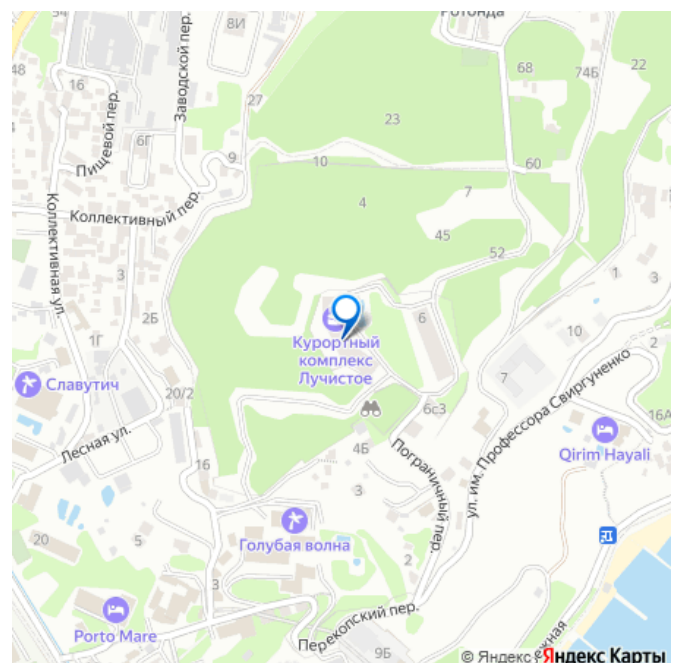 54
8И
Ротонда
48
16
Заводской пер.
68
74Б
22
27
23
Пищевой пер.
6Г
9
10
60
Коллективная ул.
Коллективный пер.
4
7
45
52
3
1
3
2Б
6
1Г
Курортный
комплекс
Лучистое
10
2
7
Славутич
20/2
6с3
16А
Лесная ул.
4Б
Пограничный пер.
ул. им. Профессора Свиргуненко
Qirim Hayali
16
3
20
5
Голубая волна
2
3
Porto Mare
Перекопский пер.
9Б
© Яндекс
Яндекс Карты